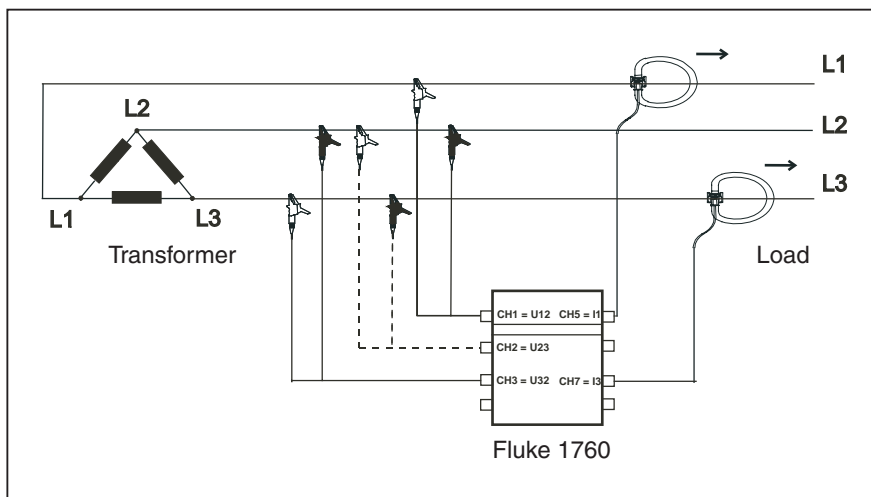 L1
L2
L2
L3
L1
L3
Transformer
Load
CH1 = U12 CH5 = I1
CH2 = U23
CH3 = U32 CH7 = I3
Fluke 1760